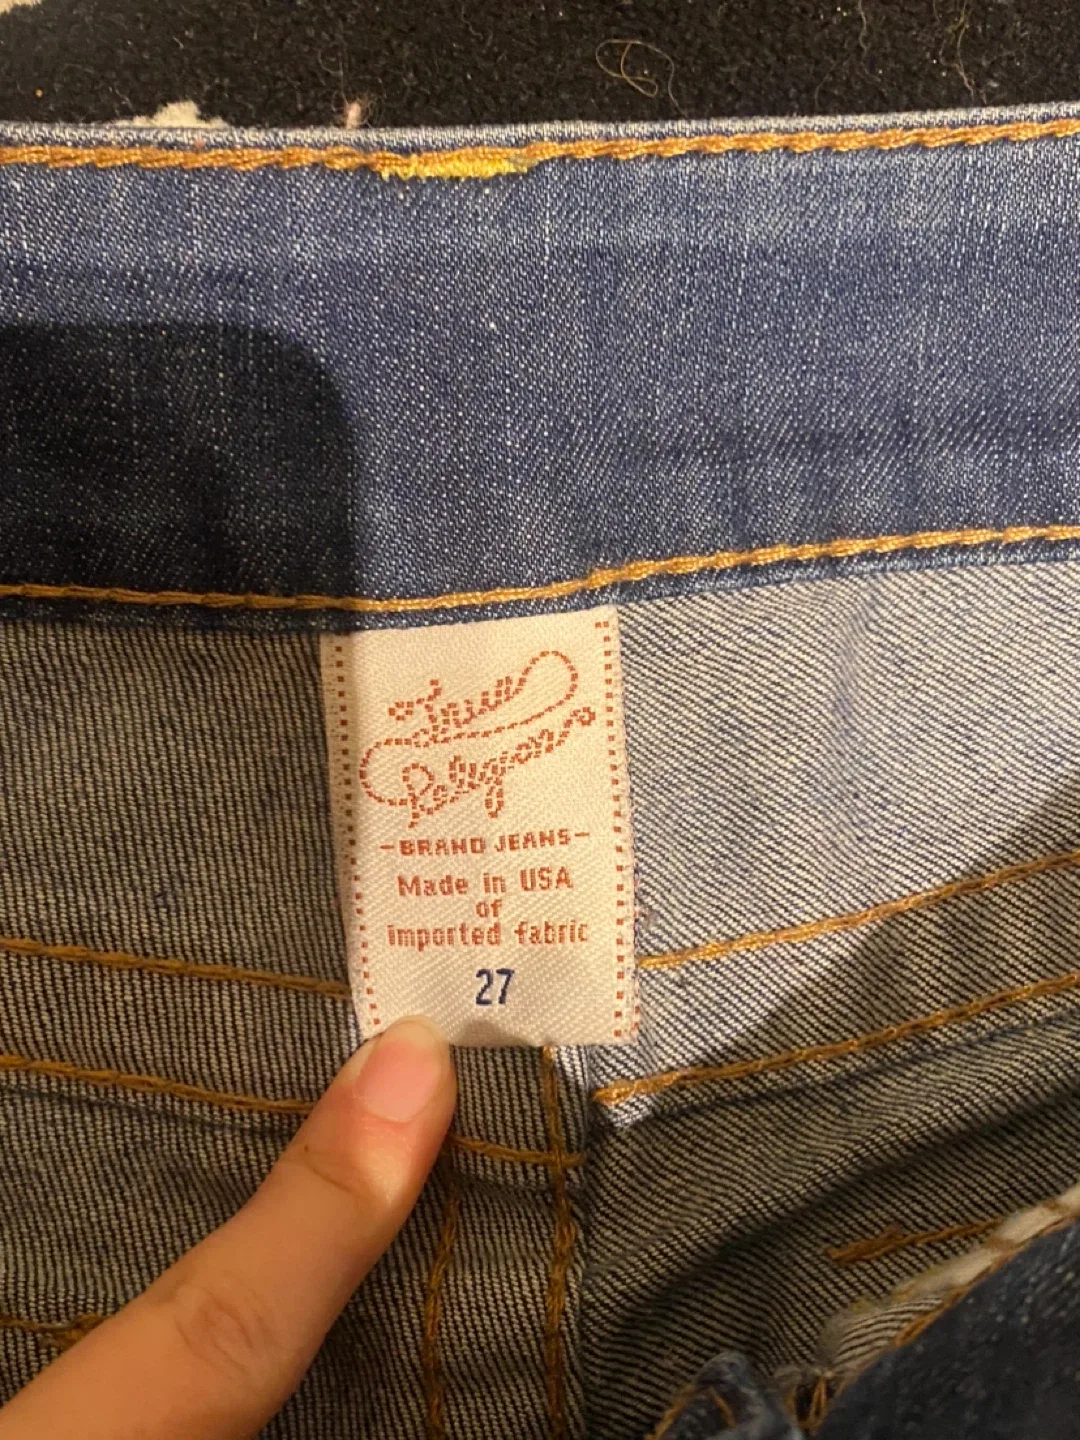 True
Religion
-BRAND JEANS-
Made in USA
of
imported fabric
27